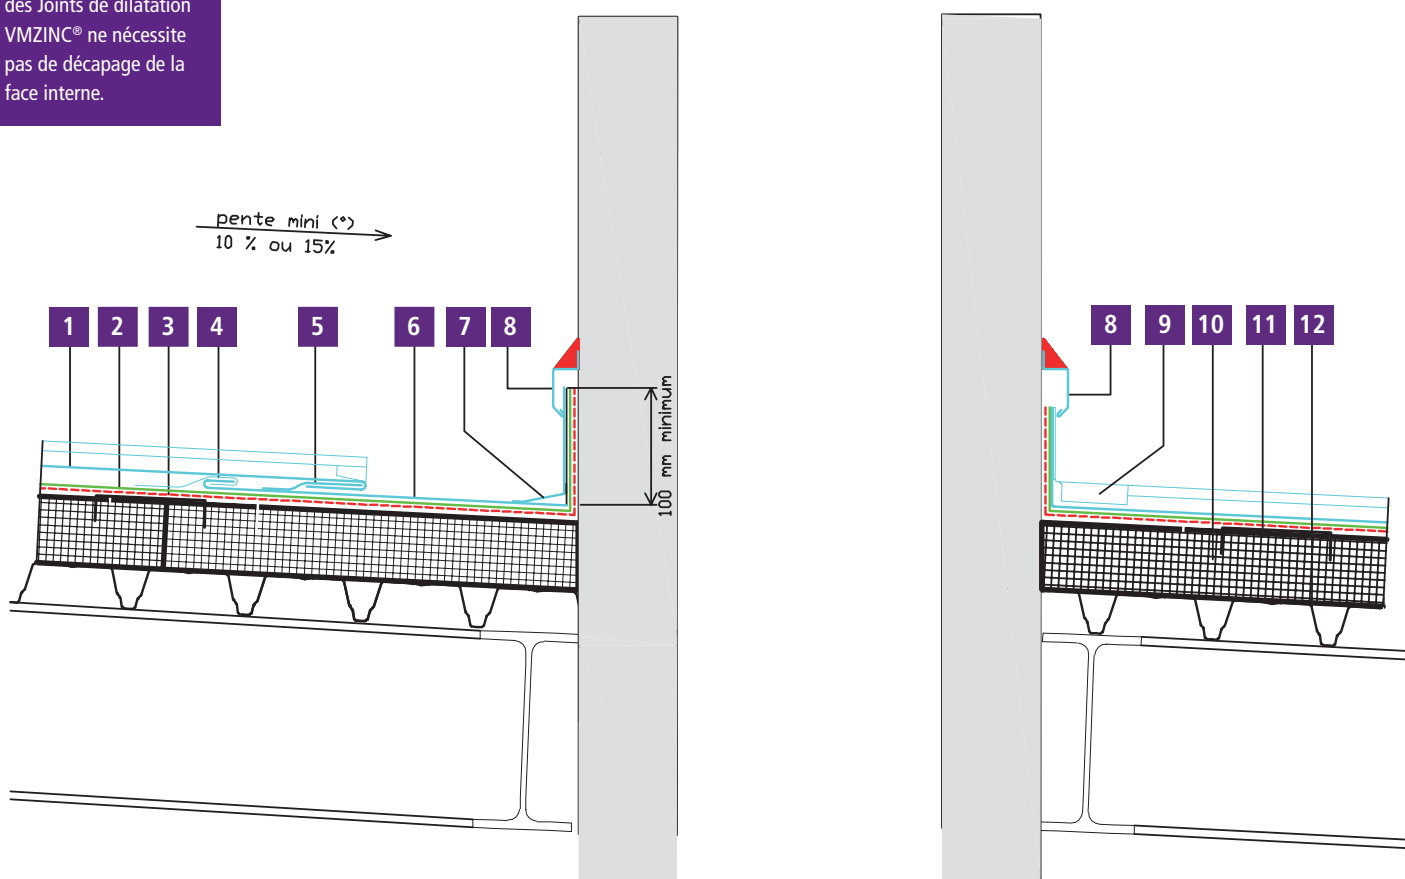 des Joints de dilatation
VMZINC® ne nécessite
pas de décapage de la
face interne.
pente mini (*)
10 % ou 15%
1 2 3 4 5 6 7 8
8 9 10 11 12
100 mm minimum